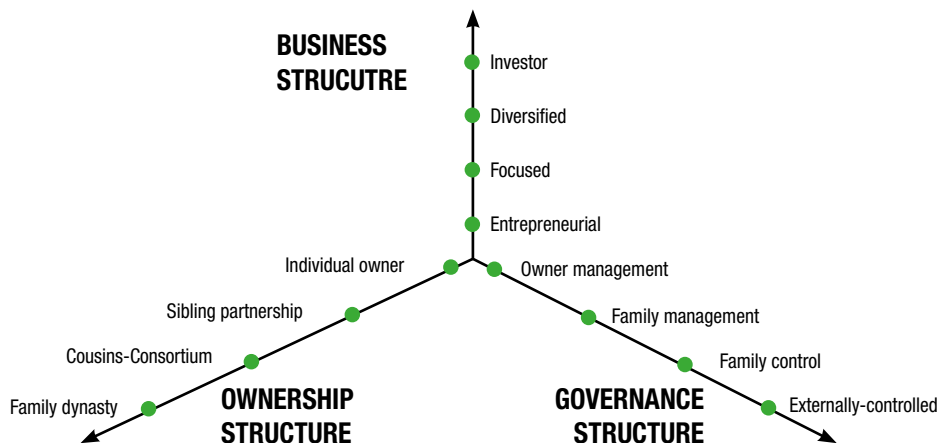 BUSINESS
STRUCUTRE
Investor
Diversified
Focused
Entrepreneurial
Individual owner
Owner management
Sibling partnership
Family management
Cousins-Consortium
Family control
Family dynasty
OWNERSHIP
STRUCTURE
GOVERNANCE
STRUCTURE
Externally-controlled